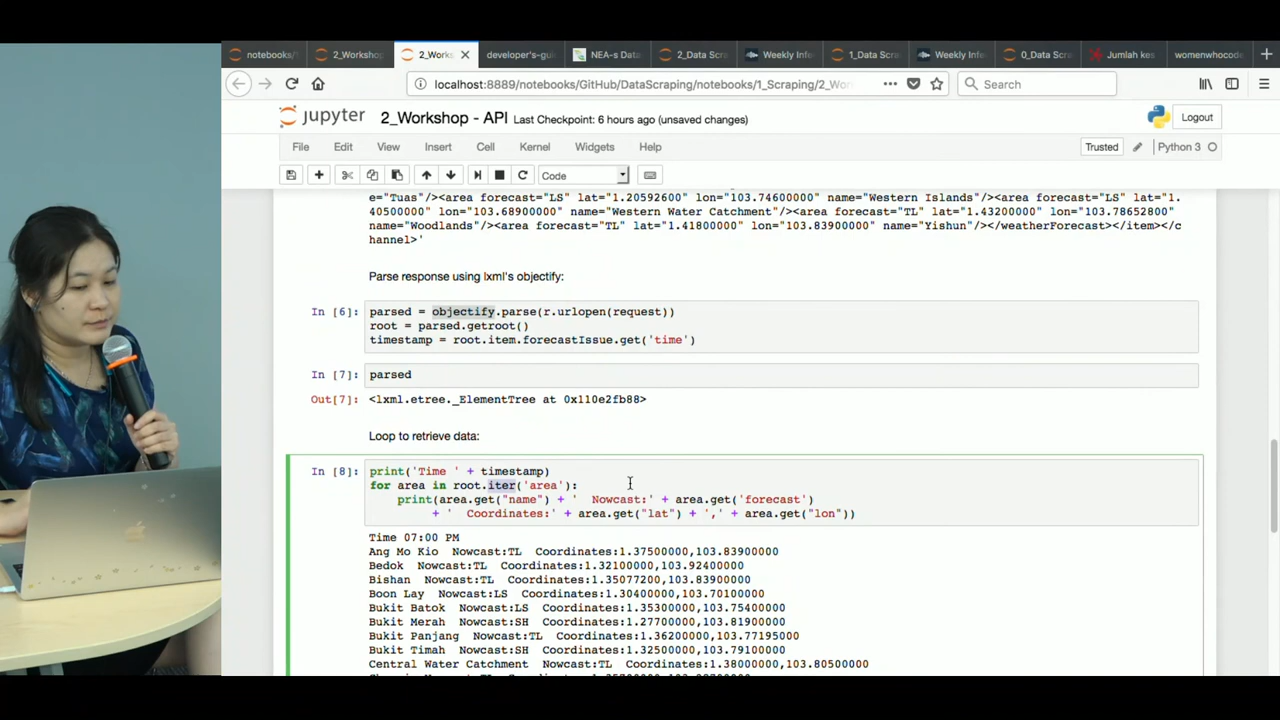 notebooks/
2_Workshop
2_Works
developer's-gui
NEA-s Data
2_Data Scra
Weekly Infe
1_Data Scra
Weekly Infe
0_Data Scra
Jumlah kes
womenwhocode
localhost:8889/notebooks/GitHub/DataScraping/notebooks/1_Scraping/2_Wor
Search
jupyter 2_Workshop - API Last Checkpoint: 6 hours ago (unsaved changes)
Logout
File Edit View Insert Cell Kernel Widgets Help
Trusted Python 3
Code
e="Tuas"/><area forecast="LS" lat="1.20592600" lon="103.74600000" name="Western Islands"/><area forecast="LS" lat="1.
40500000" lon="103.68900000" name="Western Water Catchment"/><area forecast="TL" lat="1.43200000" lon="103.78652800"
name="Woodlands"/><area forecast="TL" lat="1.41800000" lon="103.83900000" name="Yishun"/></weatherForecast></item></c
hannel>'
Parse response using lxml's objectify:
In [6]: parsed = objectify.parse(r.urlopen(request))
root = parsed.getroot()
timestamp = root.item.forecastIssue.get('time')
In [7]: parsed
Out[7]: <lxml.etree._ElementTree at 0x110e2fb88>
Loop to retrieve data:
In [8]: print('Time ' + timestamp)
for area in root.iter('area'):
print(area.get("name") + '  Nowcast:' + area.get('forecast')
+ '  Coordinates:' + area.get("lat") + ',' + area.get("lon"))
Time 07:00 PM
Ang Mo Kio  Nowcast:TL  Coordinates:1.37500000,103.83900000
Bedok  Nowcast:TL  Coordinates:1.32100000,103.92400000
Bishan  Nowcast:TL  Coordinates:1.35077200,103.83900000
Boon Lay  Nowcast:LS  Coordinates:1.30400000,103.70100000
Bukit Batok  Nowcast:LS  Coordinates:1.35300000,103.75400000
Bukit Merah  Nowcast:SH  Coordinates:1.27700000,103.81900000
Bukit Panjang  Nowcast:TL  Coordinates:1.36200000,103.77195000
Bukit Timah  Nowcast:SH  Coordinates:1.32500000,103.79100000
Central Water Catchment  Nowcast:TL  Coordinates:1.38000000,103.80500000